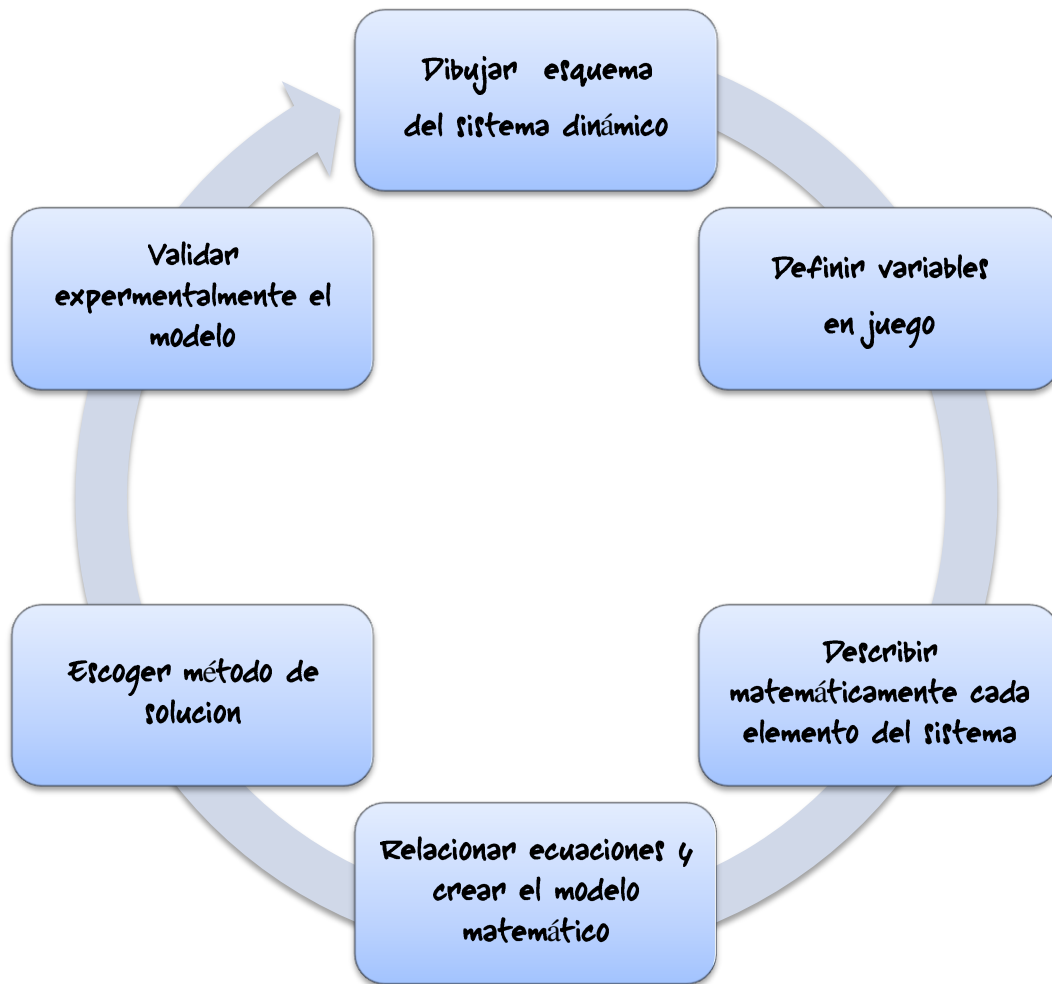 Dibujar esquema
del sistema dinámico
Definir variables
en juego
Describir
matemáticamente cada
elemento del sistema
Relacionar ecuaciones y
crear el modelo
matemático
Escoger método de
solucion
Validar
expermentalmente el
modelo